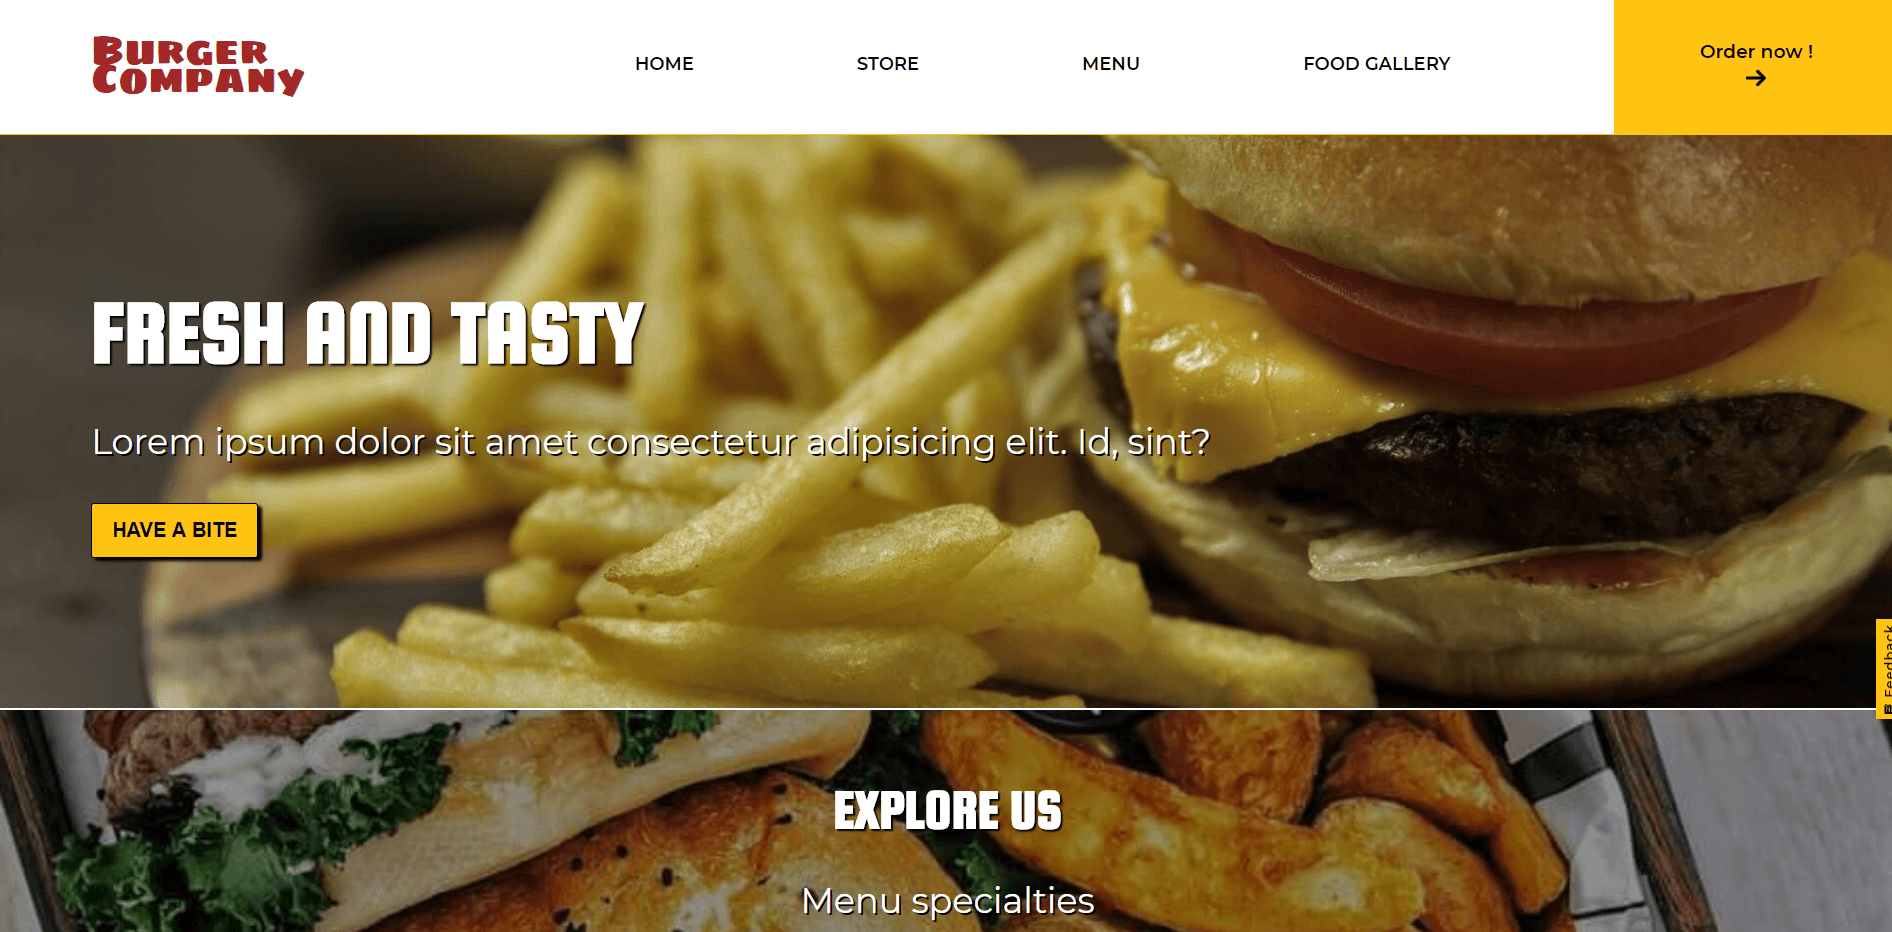 BURGER
COMPANY
HOME
STORE
MENU
FOOD GALLERY
Order now !
FRESH AND TASTY
Lorem ipsum dolor sit amet consectetur adipisicing elit. Id, sint?
HAVE A BITE
Feedback
EXPLORE US
Menu specialties